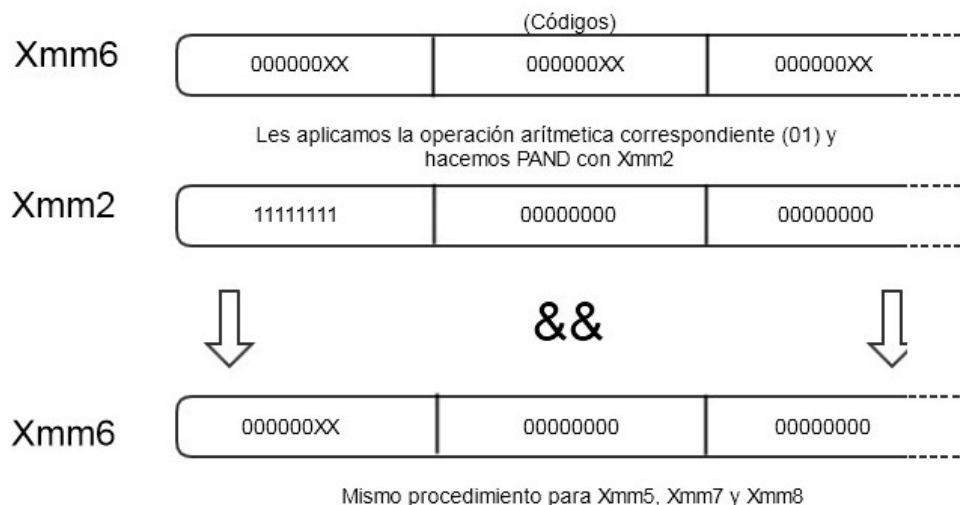 (Códigos)
Xmm6
000000XX 000000XX 000000XX
Les aplicamos la operación arítmetica correspondiente (01) y
hacemos PAND con Xmm2
Xmm2
11111111 00000000 00000000
&&
Xmm6
000000XX 00000000 00000000
Mismo procedimiento para Xmm5, Xmm7 y Xmm8